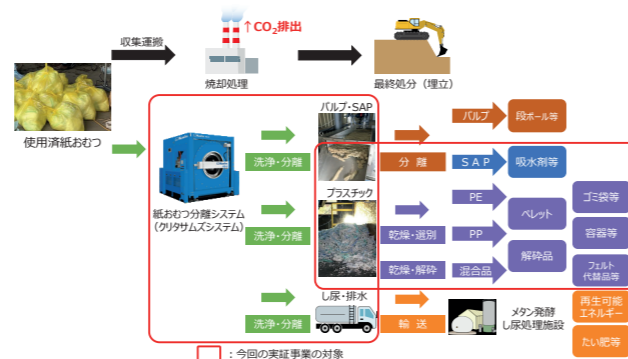 収集運搬
↑CO₂排出
焼却処理
最終処分（埋立）
使用済紙おむつ
パルプ・SAP
パルプ
段ボール等
洗浄・分離
分離
SAP
吸水剤等
紙おむつ分離システム
（クリタサムズシステム）
プラスチック
PE
ペレット
ゴミ袋等
洗浄・分離
乾燥・選別
PP
容器等
解砕品
乾燥・解砕
混合品
フェルト
代替品等
し尿・排水
洗浄・分離
輸送
メタン発酵
し尿処理施設
再生可能
エネルギー
たい肥等
：今回の実証事業の対象